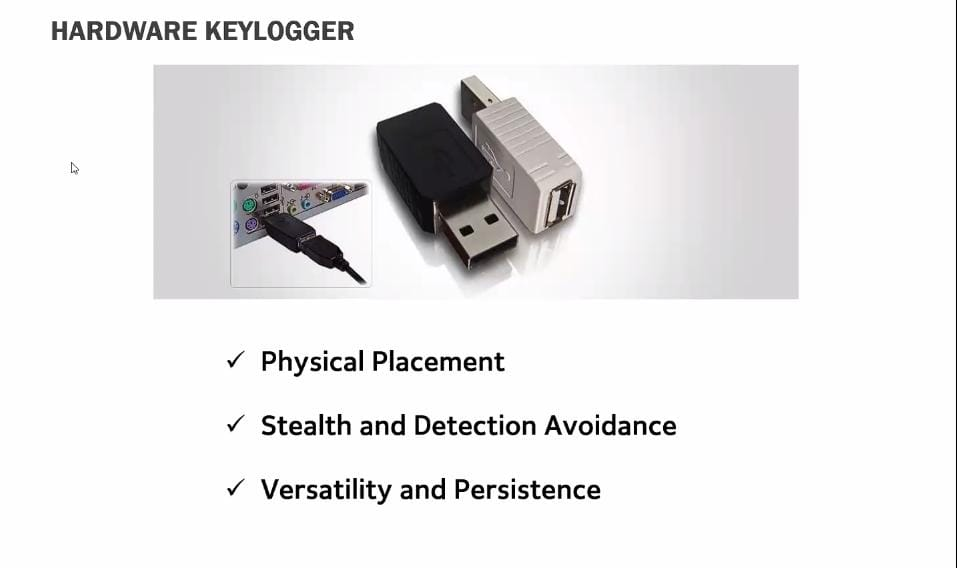 HARDWARE KEYLOGGER
✓ Physical Placement
✓ Stealth and Detection Avoidance
✓ Versatility and Persistence